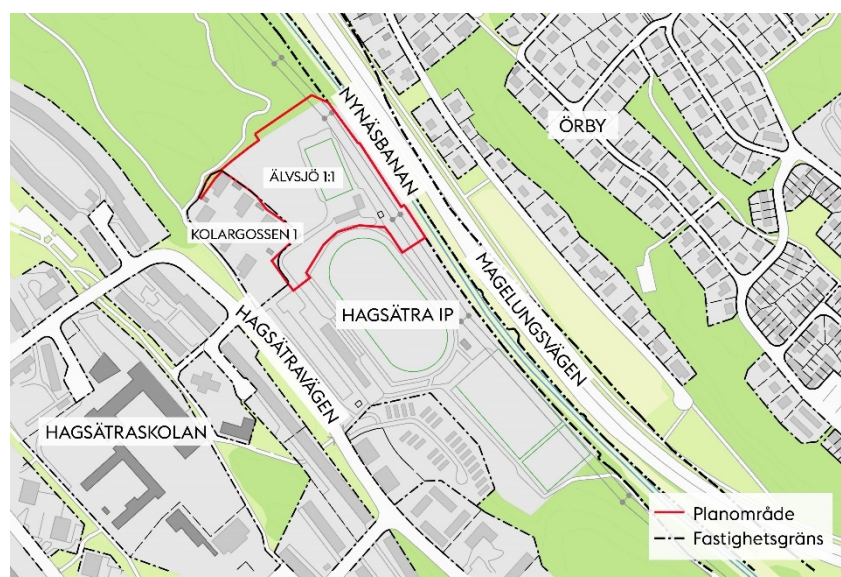 NYNÄSBANAN
ÖRBY
ÄLVSJÖ 1:1
KOLARGOSSEN 1
HAGSÄTRA IP
MAGELUNGSVÄGEN
HAGSÄTRAVÄGEN
HAGSÄTRASKOLAN
Planområde
Fastighetsgräns